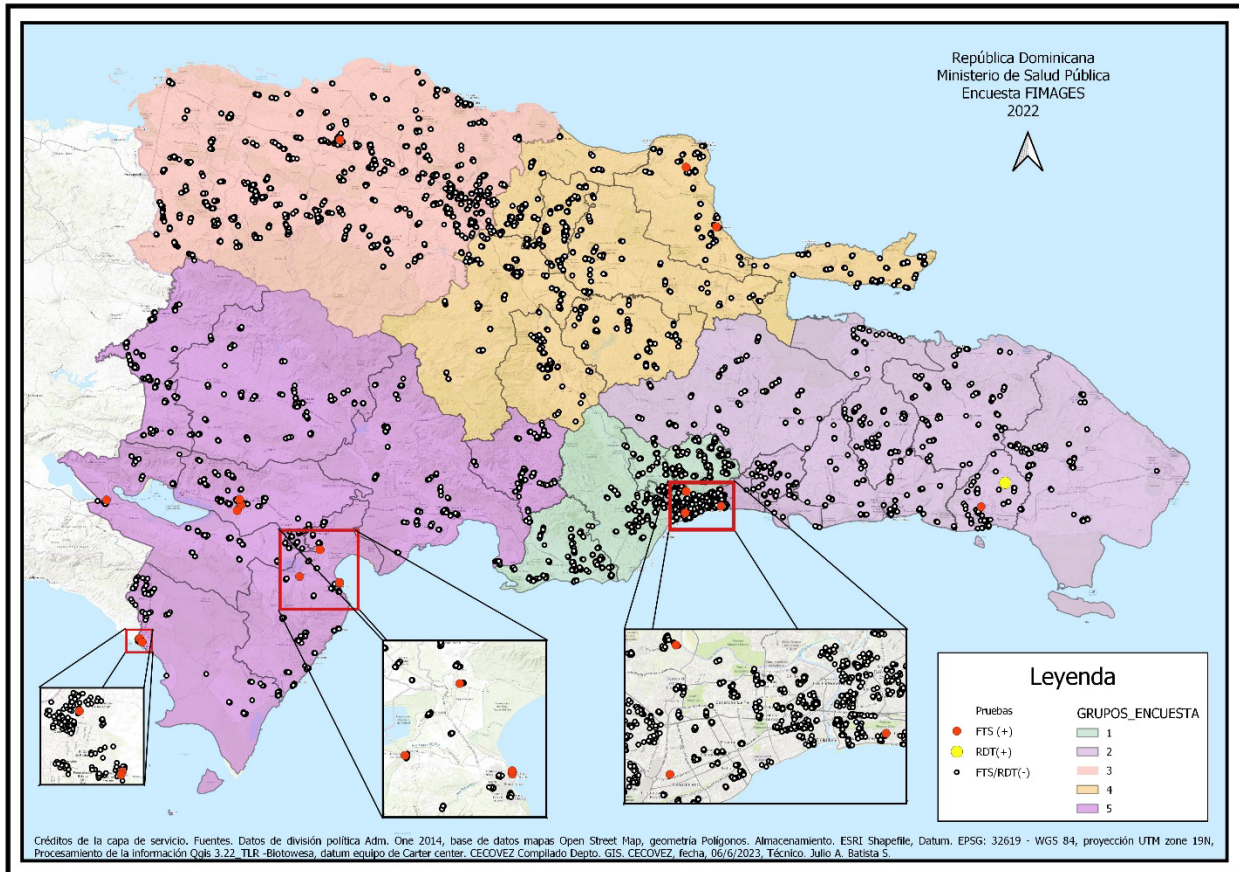 República Dominicana
Ministerio de Salud Pública
Encuesta FIMAGES
2022
Leyenda
Pruebas
FTS (+)
RDT(+)
FTS/RDT(-)
GRUPOS_ENCUESTA
1
2
3
4
5
Créditos de la capa de servicio. Fuentes. Datos de división política Adm. One 2014, base de datos mapas Open Street Map, geometría Polígonos. Almacenamiento. ESRI Shapefile, Datum. EPSG: 32619 - WGS 84, proyección UTM zone 19N,
Procesamiento de la información Qgis 3.22_TLR -Biotowesa, datum equipo de Carter center. CECOVEZ Compilado Depto. GIS. CECOVEZ, fecha, 06/6/2023, Técnico. Julio A. Batista S.